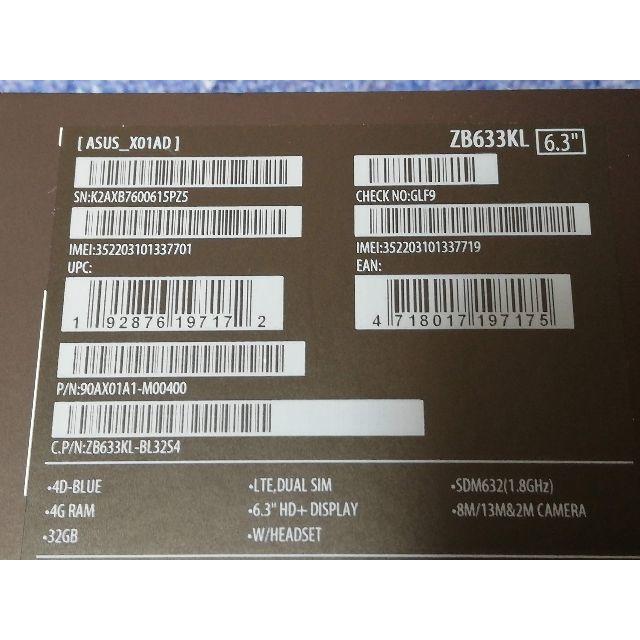 [ ASUS_X01AD ]
ZB633KL 6.3"
SN:K2AXB7600615PZ5
CHECK NO:GLF9
IMEI:352203101337701
IMEI:352203101337719
UPC:
EAN:
1 92876 19717 2
4 718017 197175
P/N:90AX01A1-M00400
C.P/N:ZB633KL-BL32S4
•4D-BLUE
•LTE,DUAL SIM
•SDM632(1.8GHz)
•4G RAM
•6.3" HD+ DISPLAY
•8M/13M&2M CAMERA
•32GB
•W/HEADSET